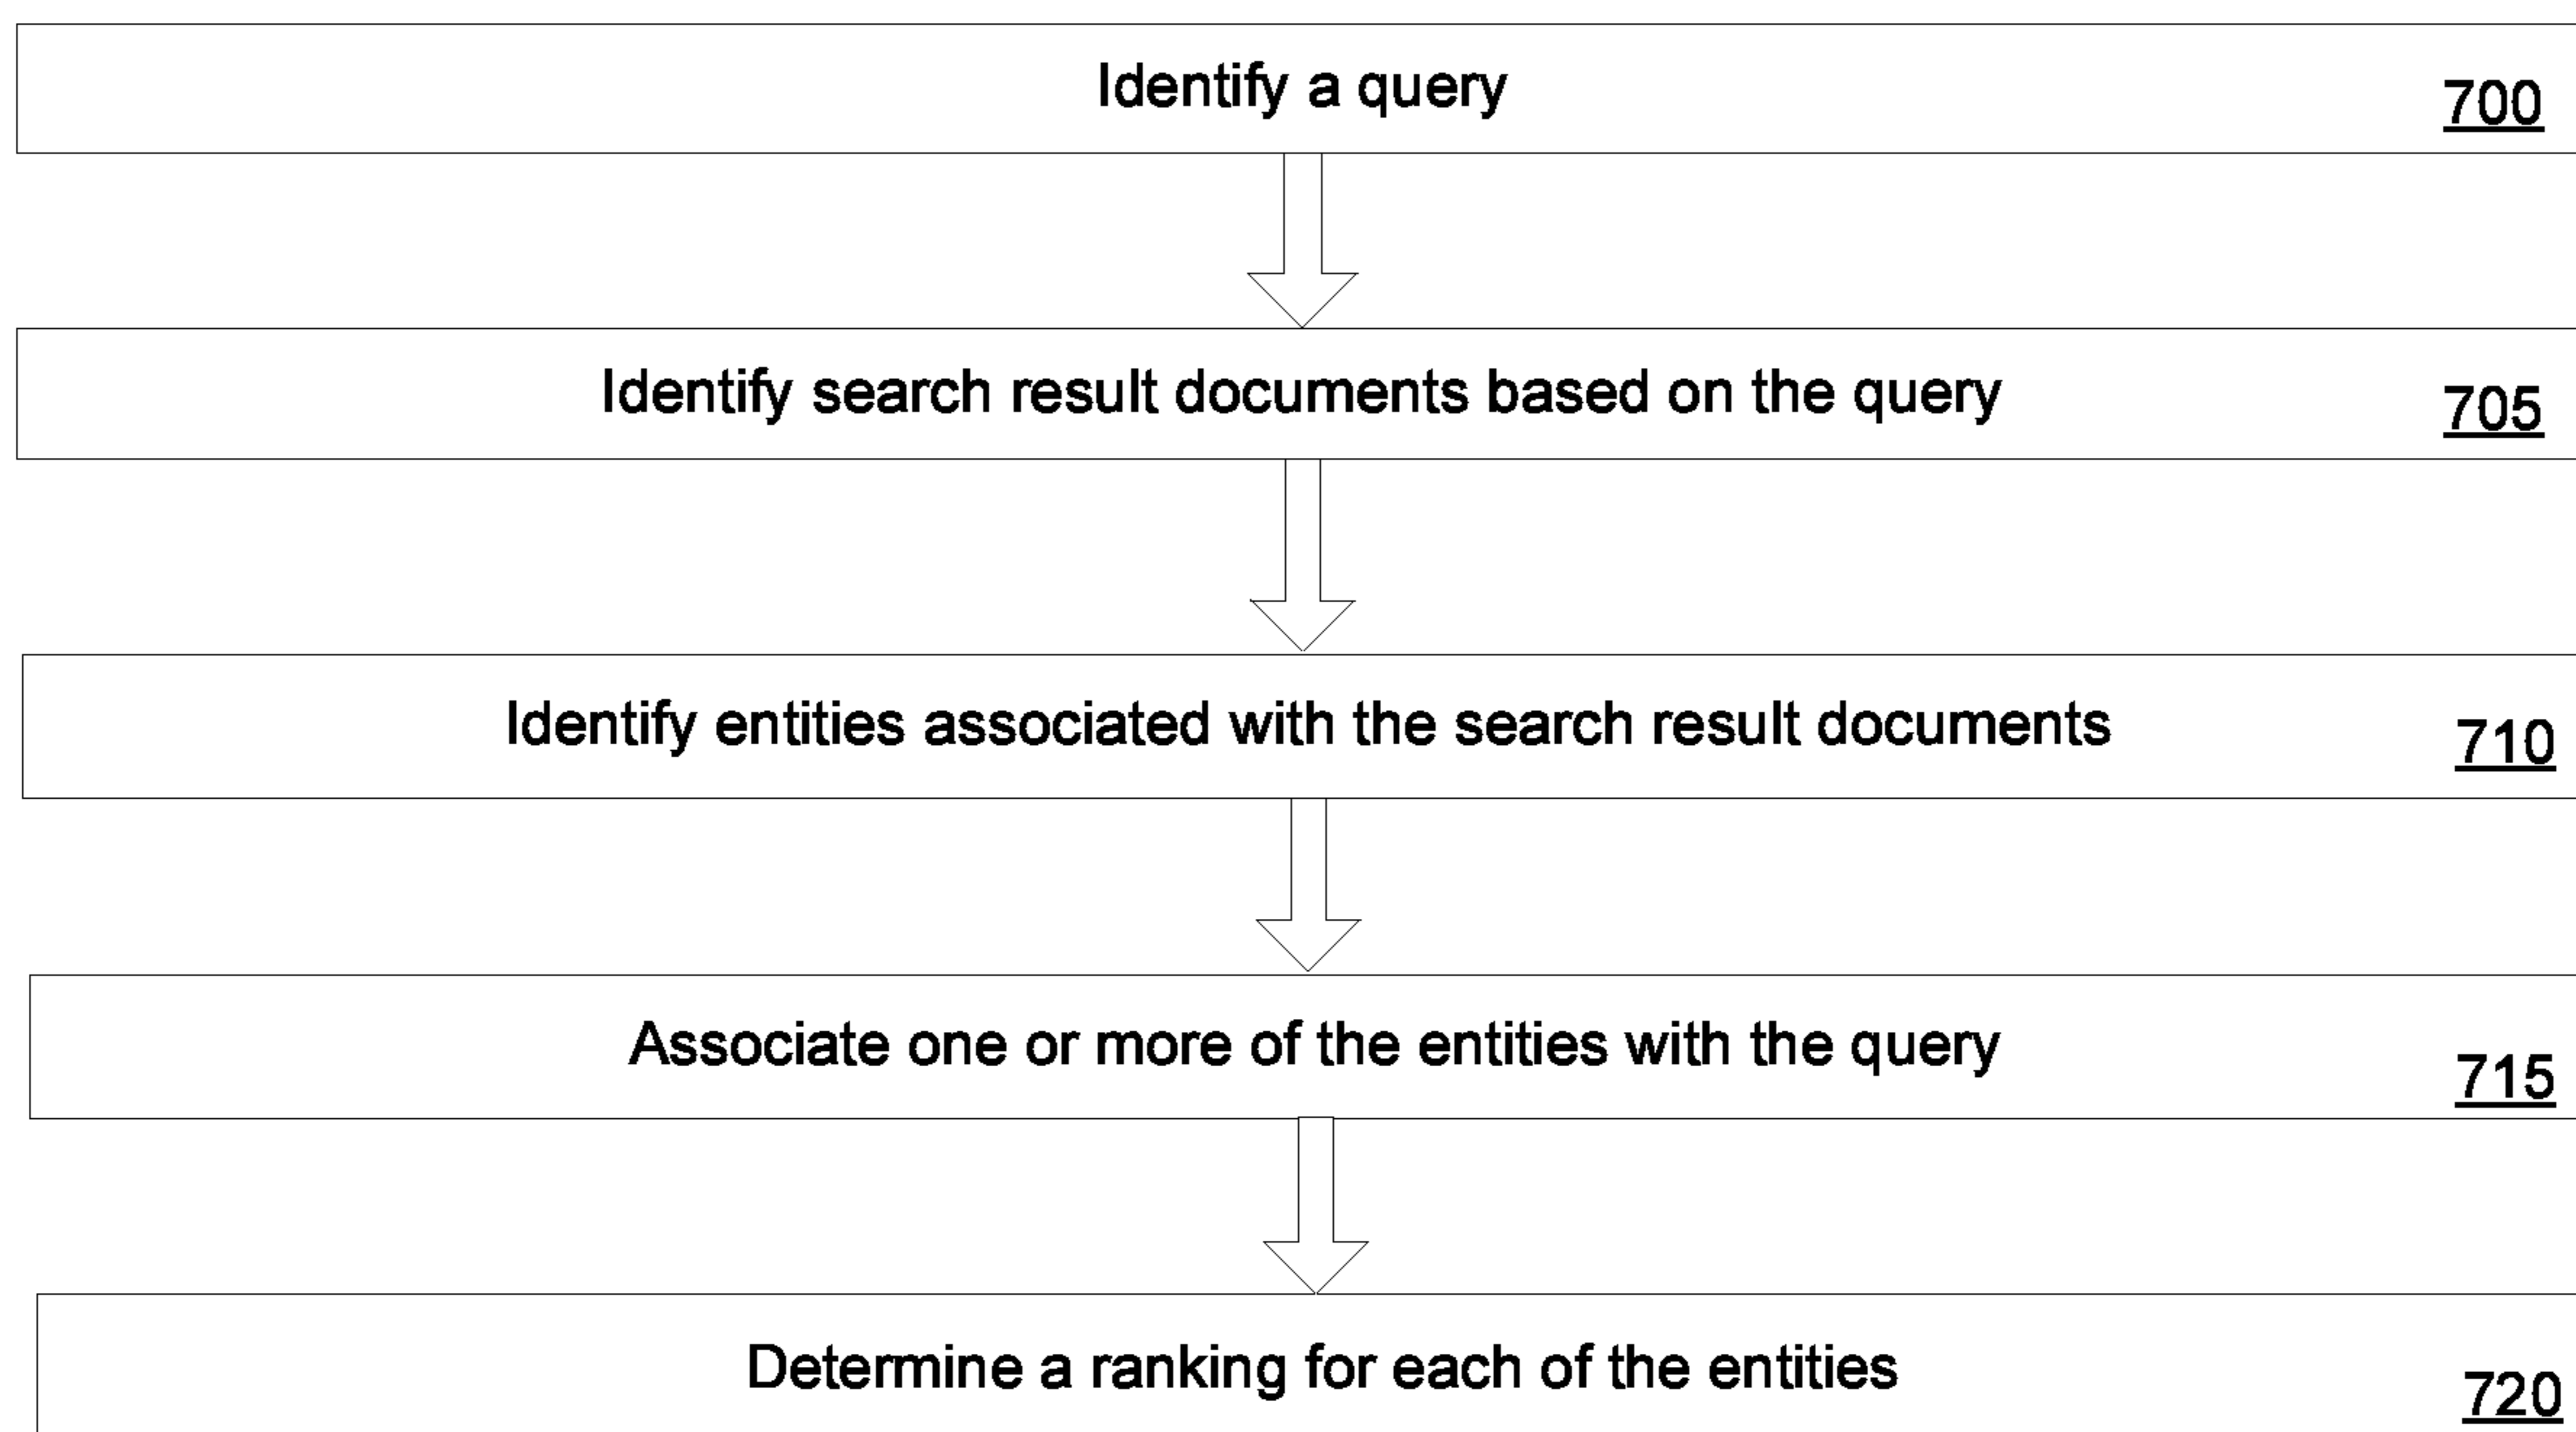 Identify a query
700
Identify search result documents based on the query
705
Identify entities associated with the search result documents
710
Associate one or more of the entities with the query
715
Determine a ranking for each of the entities
720